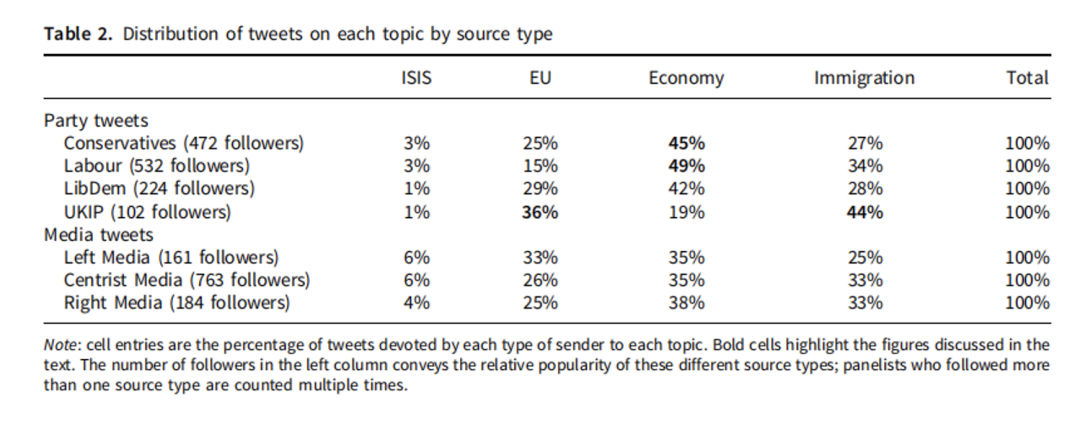 Table 2. Distribution of tweets on each topic by source type
ISIS EU Economy Immigration Total
Party tweets
Conservatives (472 followers) 3% 25% 45% 27% 100%
Labour (532 followers) 3% 15% 49% 34% 100%
LibDem (224 followers) 1% 29% 42% 28% 100%
UKIP (102 followers) 1% 36% 19% 44% 100%
Media tweets
Left Media (161 followers) 6% 33% 35% 25% 100%
Centrist Media (763 followers) 6% 26% 35% 33% 100%
Right Media (184 followers) 4% 25% 38% 33% 100%
Note: cell entries are the percentage of tweets devoted by each type of sender to each topic. Bold cells highlight the figures discussed in the
text. The number of followers in the left column conveys the relative popularity of these different source types; panelists who followed more
than one source type are counted multiple times.